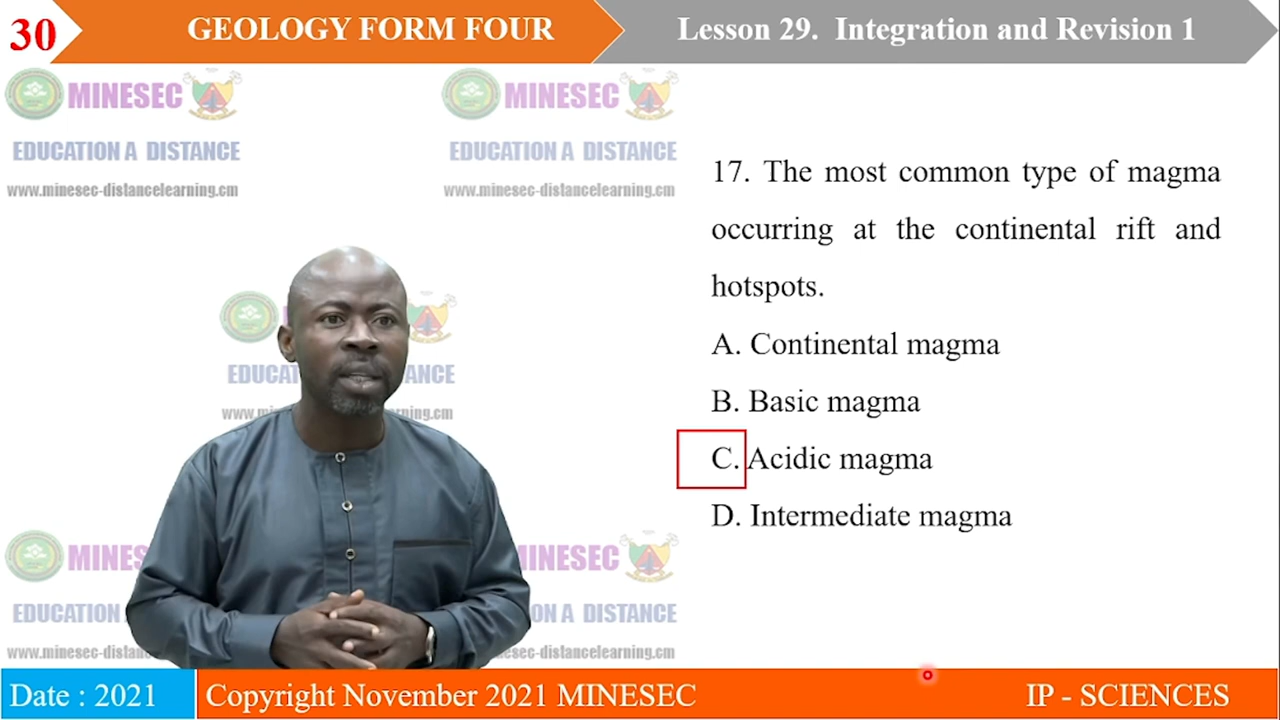 30
GEOLOGY FORM FOUR
Lesson 29. Integration and Revision 1
MINESEC
MINESEC
EDUCATION A DISTANCE
EDUCATION A DISTANCE
www.minesec-distancelearning.cm
www.minesec-distancelearning.cm
17. The most common type of magma
occurring at the continental rift and
hotspots.
A. Continental magma
B. Basic magma
C. Acidic magma
D. Intermediate magma
Date : 2021
Copyright November 2021 MINESEC
IP - SCIENCES